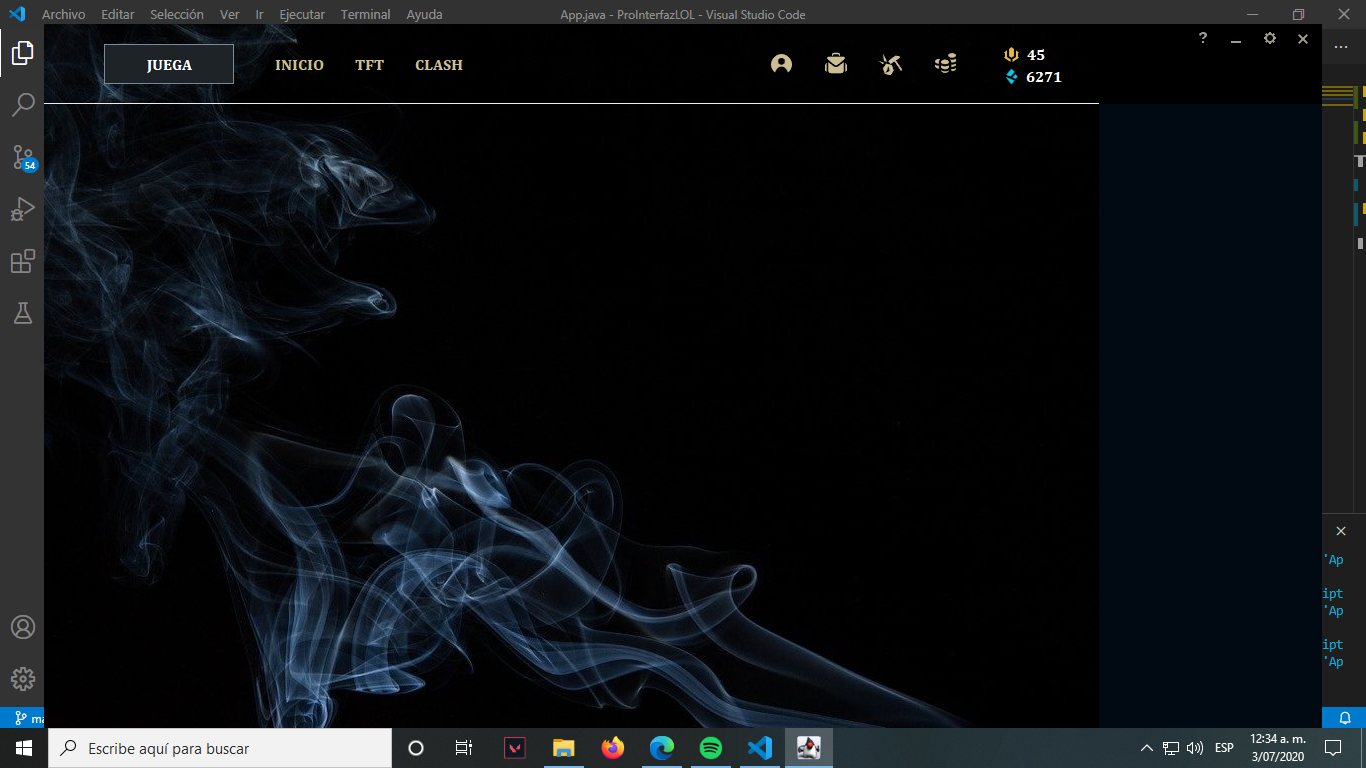 Archivo Editar Selección Ver Ir Ejecutar Terminal Ayuda App.java - ProInterfazLOL - Visual Studio Code
JUEGA INICIO TFT CLASH 45
6271
54
'Ap
ipt
'Ap
ipt
'Ap
ma
Escribe aquí para buscar
ESP
12:34 a. m.
3/07/2020